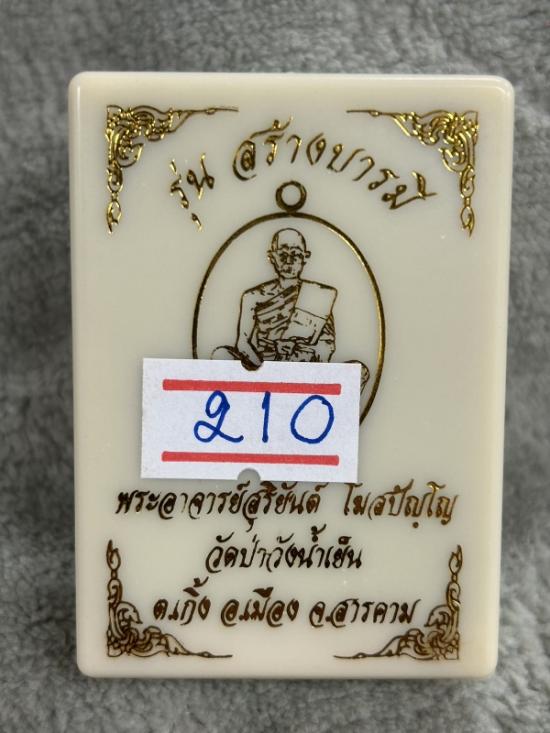 รุ่น สร้างบารมี
210
พระอาจารย์สุริยันต์ โฆสปัญโญ
วัดป่าวังน้ำเย็น
ต.เกิ้ง อ.เมือง จ.สารคาม